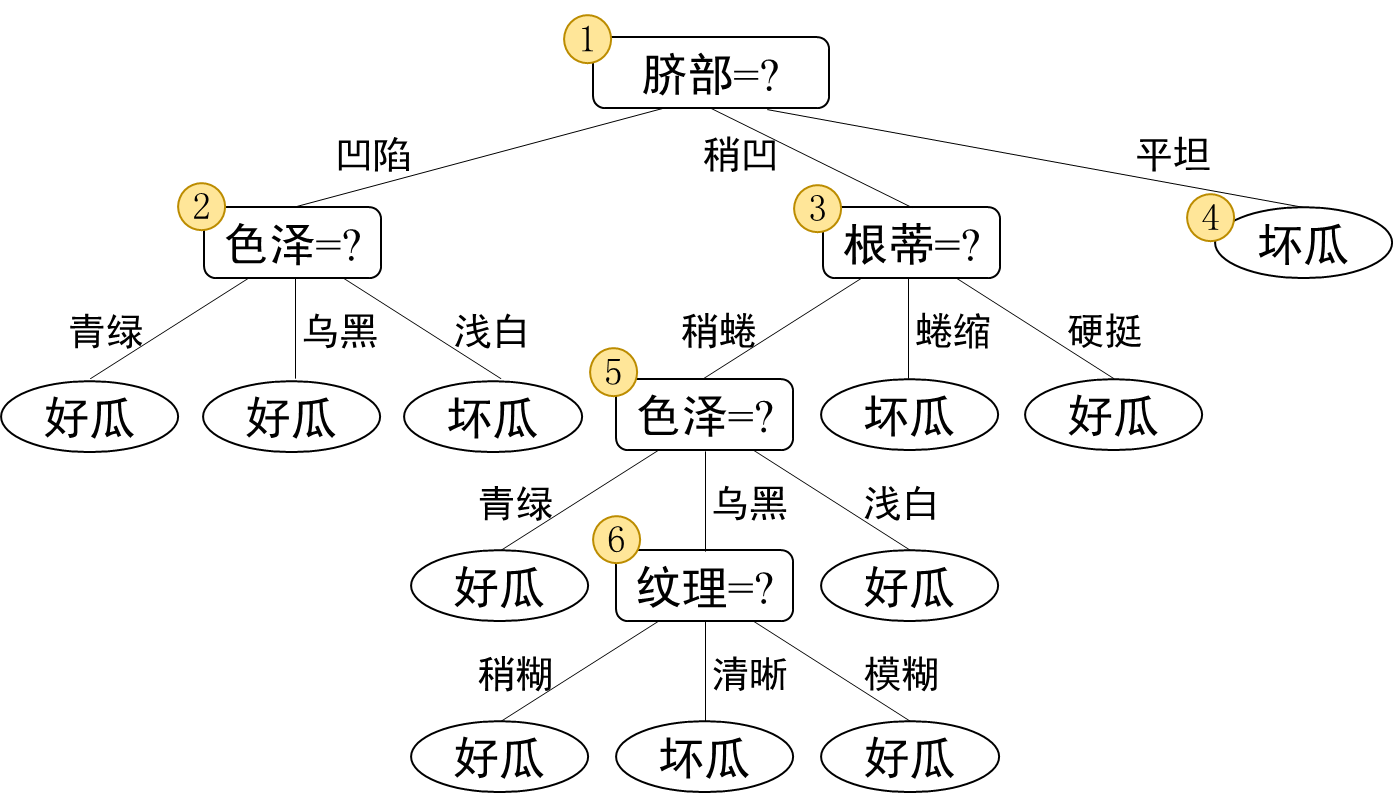 1
脐部=?
凹陷
稍凹
平坦
2
色泽=?
3
根蒂=?
4
坏瓜
青绿
乌黑
浅白
稍蜷
蜷缩
硬挺
好瓜
好瓜
坏瓜
5
色泽=?
坏瓜
好瓜
青绿
乌黑
浅白
好瓜
6
纹理=?
好瓜
稍糊
清晰
模糊
好瓜
坏瓜
好瓜